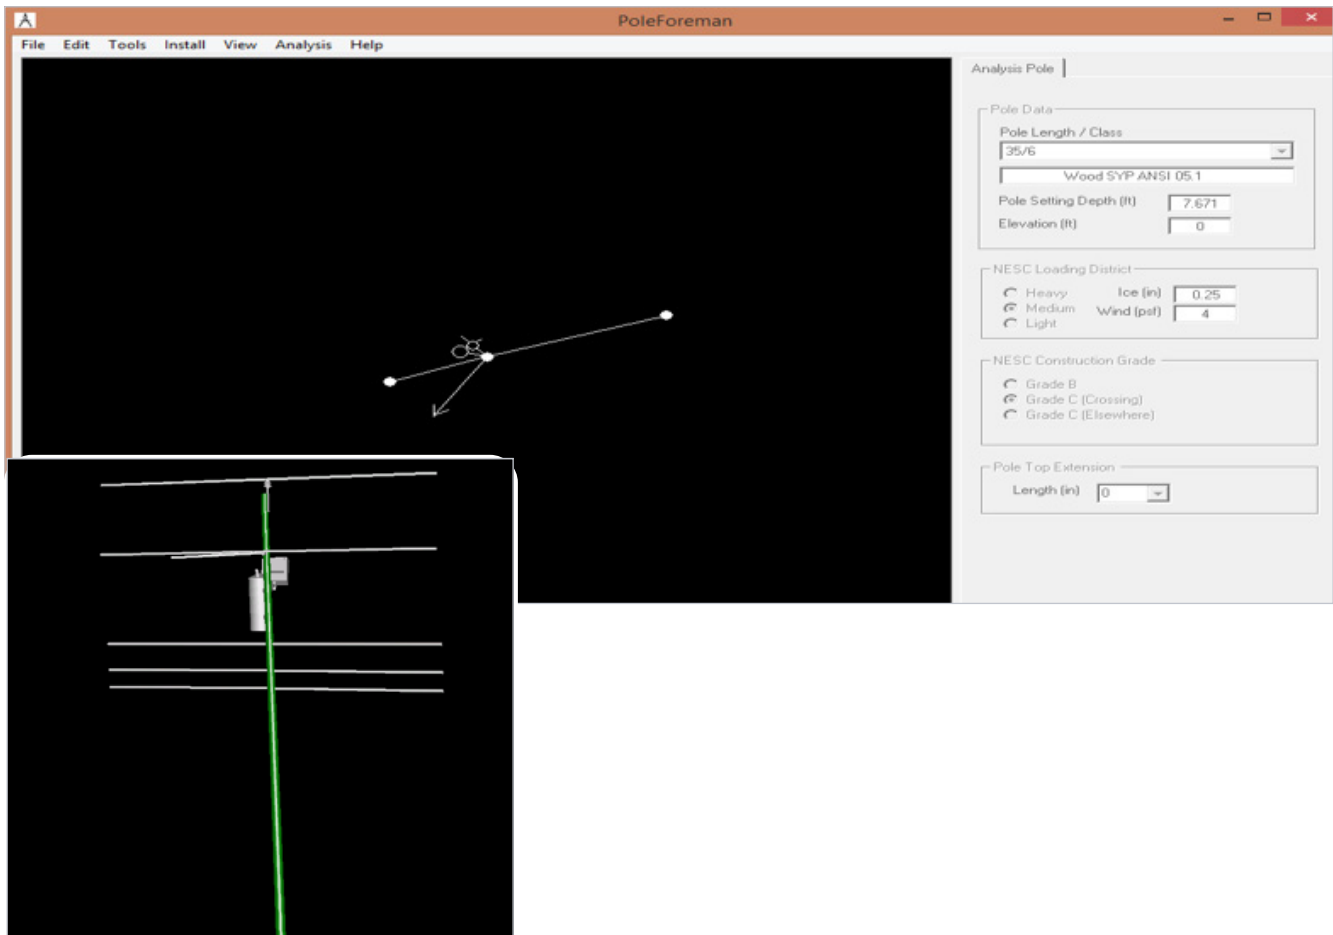 PoleForeman
File Edit Tools Install View Analysis Help
Analysis Pole
Pole Data
Pole Length / Class
35/6
Wood SYP ANSI 05.1
Pole Setting Depth (ft) 7.671
Elevation (ft) 0
NESC Loading District
Heavy Ice (in) 0.25
Medium Wind (psf) 4
Light
NESC Construction Grade
Grade B
Grade C (Crossing)
Grade C (Elsewhere)
Pole Top Extension
Length (in) 0